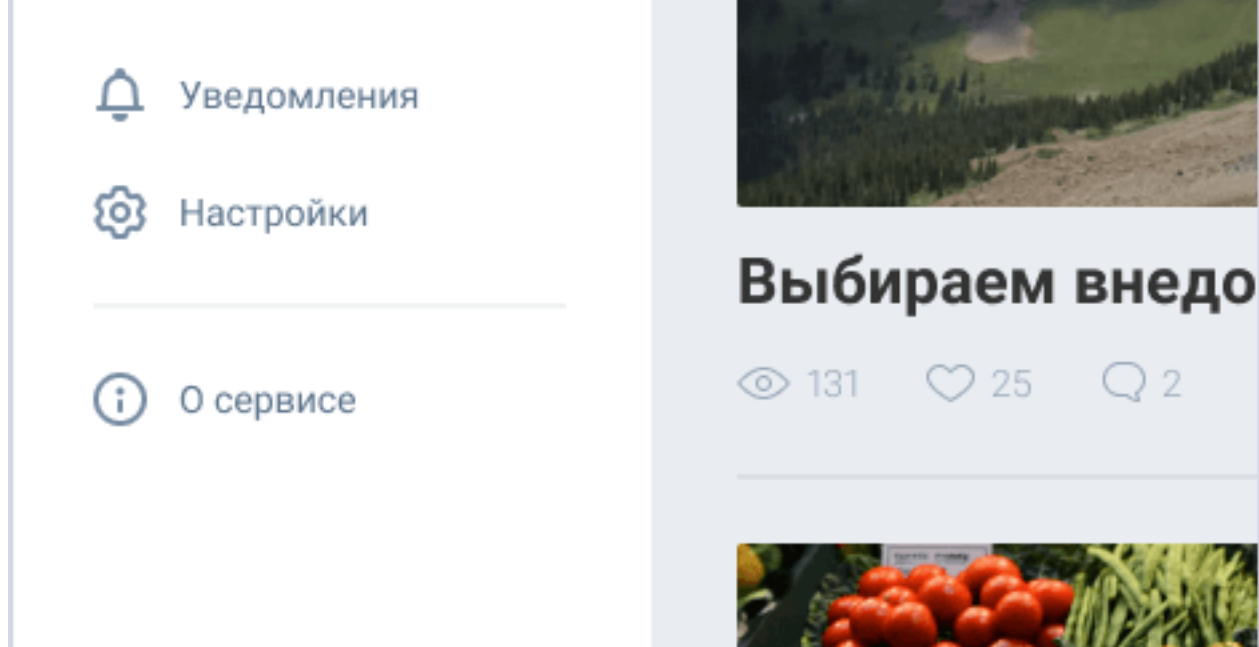 Уведомления
Настройки
О сервисе
Выбираем внедо
131 25 2